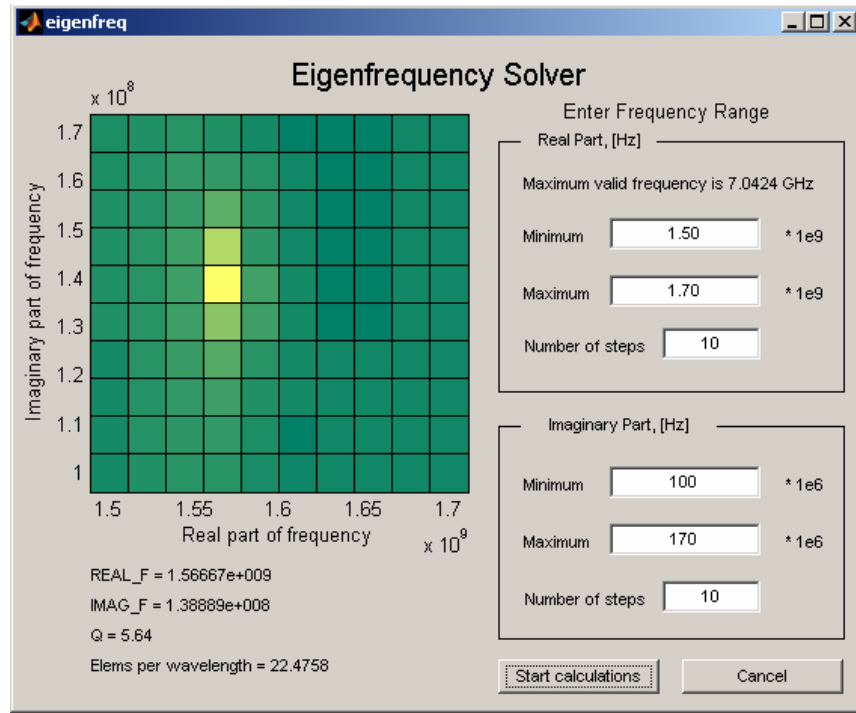 eigenfreq
Eigenfrequency Solver
x 10^8
1.7
1.6
1.5
1.4
1.3
1.2
1.1
1
Imaginary part of frequency
1.5 1.55 1.6 1.65 1.7
Real part of frequency
x 10^9
REAL_F = 1.56667e+009
IMAG_F = 1.38889e+008
Q = 5.64
Elems per wavelength = 22.4758
Enter Frequency Range
Real Part, [Hz]
Maximum valid frequency is 7.0424 GHz
Minimum 1.50 * 1e9
Maximum 1.70 * 1e9
Number of steps 10
Imaginary Part, [Hz]
Minimum 100 * 1e6
Maximum 170 * 1e6
Number of steps 10
Start calculations Cancel